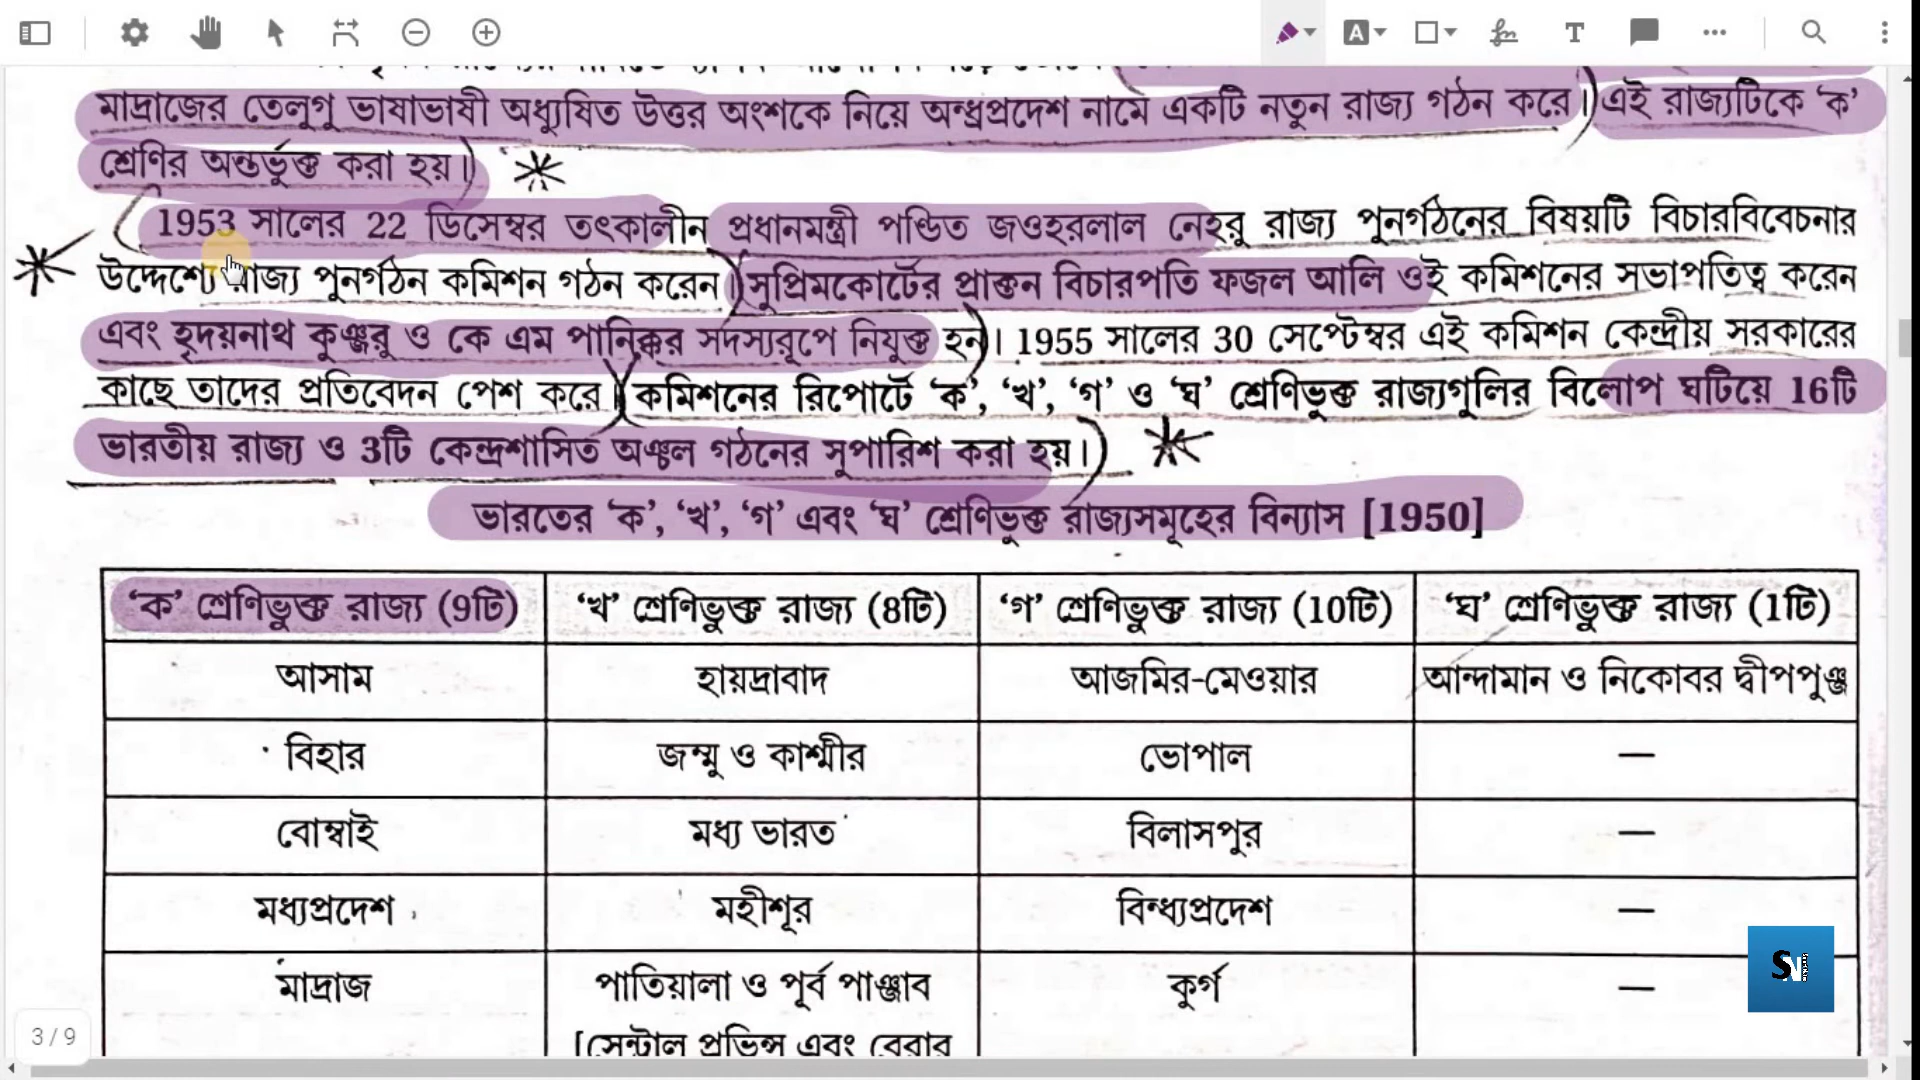 মাদ্রাজের তেলুগু ভাষাভাষী অধ্যুষিত উত্তর অংশকে নিয়ে অন্ধ্রপ্রদেশ নামে একটি নতুন রাজ্য গঠন করে। এই রাজ্যটিকে ‘ক’
শ্রেণির অন্তর্ভুক্ত করা হয়।
1953 সালের 22 ডিসেম্বর তৎকালীন প্রধানমন্ত্রী পণ্ডিত জওহরলাল নেহরু রাজ্য পুনর্গঠনের বিষয়টি বিচারবিবেচনার
উদ্দেশ্যে রাজ্য পুনর্গঠন কমিশন গঠন করেন। সুপ্রিমকোর্টের প্রাক্তন বিচারপতি ফজল আলি ওই কমিশনের সভাপতিত্ব করেন
এবং হৃদয়নাথ কুঞ্জরু ও কে এম পানিক্কর সদস্যরূপে নিযুক্ত হন। 1955 সালের 30 সেপ্টেম্বর এই কমিশন কেন্দ্রীয় সরকারের
কাছে তাদের প্রতিবেদন পেশ করে। কমিশনের রিপোর্টে ‘ক’, ‘খ’, ‘গ’ ও ‘ঘ’ শ্রেণিভুক্ত রাজ্যগুলির বিলোপ ঘটিয়ে 16টি
ভারতীয় রাজ্য ও 3টি কেন্দ্রশাসিত অঞ্চল গঠনের সুপারিশ করা হয়।
ভারতের ‘ক’, ‘খ’, ‘গ’ এবং ‘ঘ’ শ্রেণিভুক্ত রাজ্যসমূহের বিন্যাস [1950]
‘ক’ শ্রেণিভুক্ত রাজ্য (9টি) ‘খ’ শ্রেণিভুক্ত রাজ্য (8টি) ‘গ’ শ্রেণিভুক্ত রাজ্য (10টি) ‘ঘ’ শ্রেণিভুক্ত রাজ্য (1টি)
আসাম হায়দ্রাবাদ আজমির-মেওয়ার আন্দামান ও নিকোবর দ্বীপপুঞ্জ
বিহার জম্মু ও কাশ্মীর ভোপাল —
বোম্বাই মধ্য ভারত বিলাসপুর —
মধ্যপ্রদেশ মহীশূর বিন্ধ্যপ্রদেশ —
মাদ্রাজ পাতিয়ালা ও পূর্ব পাঞ্জাব কুর্গ —
[সেন্ট্রাল প্রভিন্স এবং বেরার
3 / 9